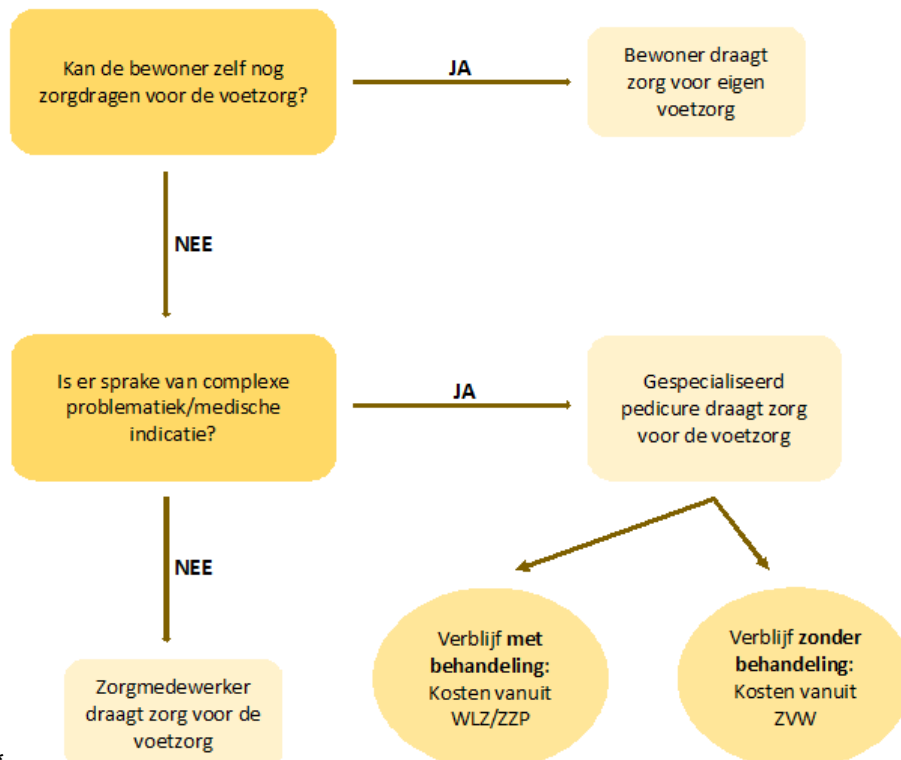 Kan de bewoner zelf nog
zorgdragen voor de voetzorg?
JA
Bewoner draagt
zorg voor eigen
voetzorg
NEE
Is er sprake van complexe
problematiek/medische
indicatie?
JA
Gespecialiseerd
pedicure draagt zorg
voor de voetzorg
NEE
Zorgmedewerker
draagt zorg voor de
voetzorg
Verblijf met
behandeling:
Kosten vanuit
WLZ/ZZP
Verblijf zonder
behandeling:
Kosten vanuit
ZVW